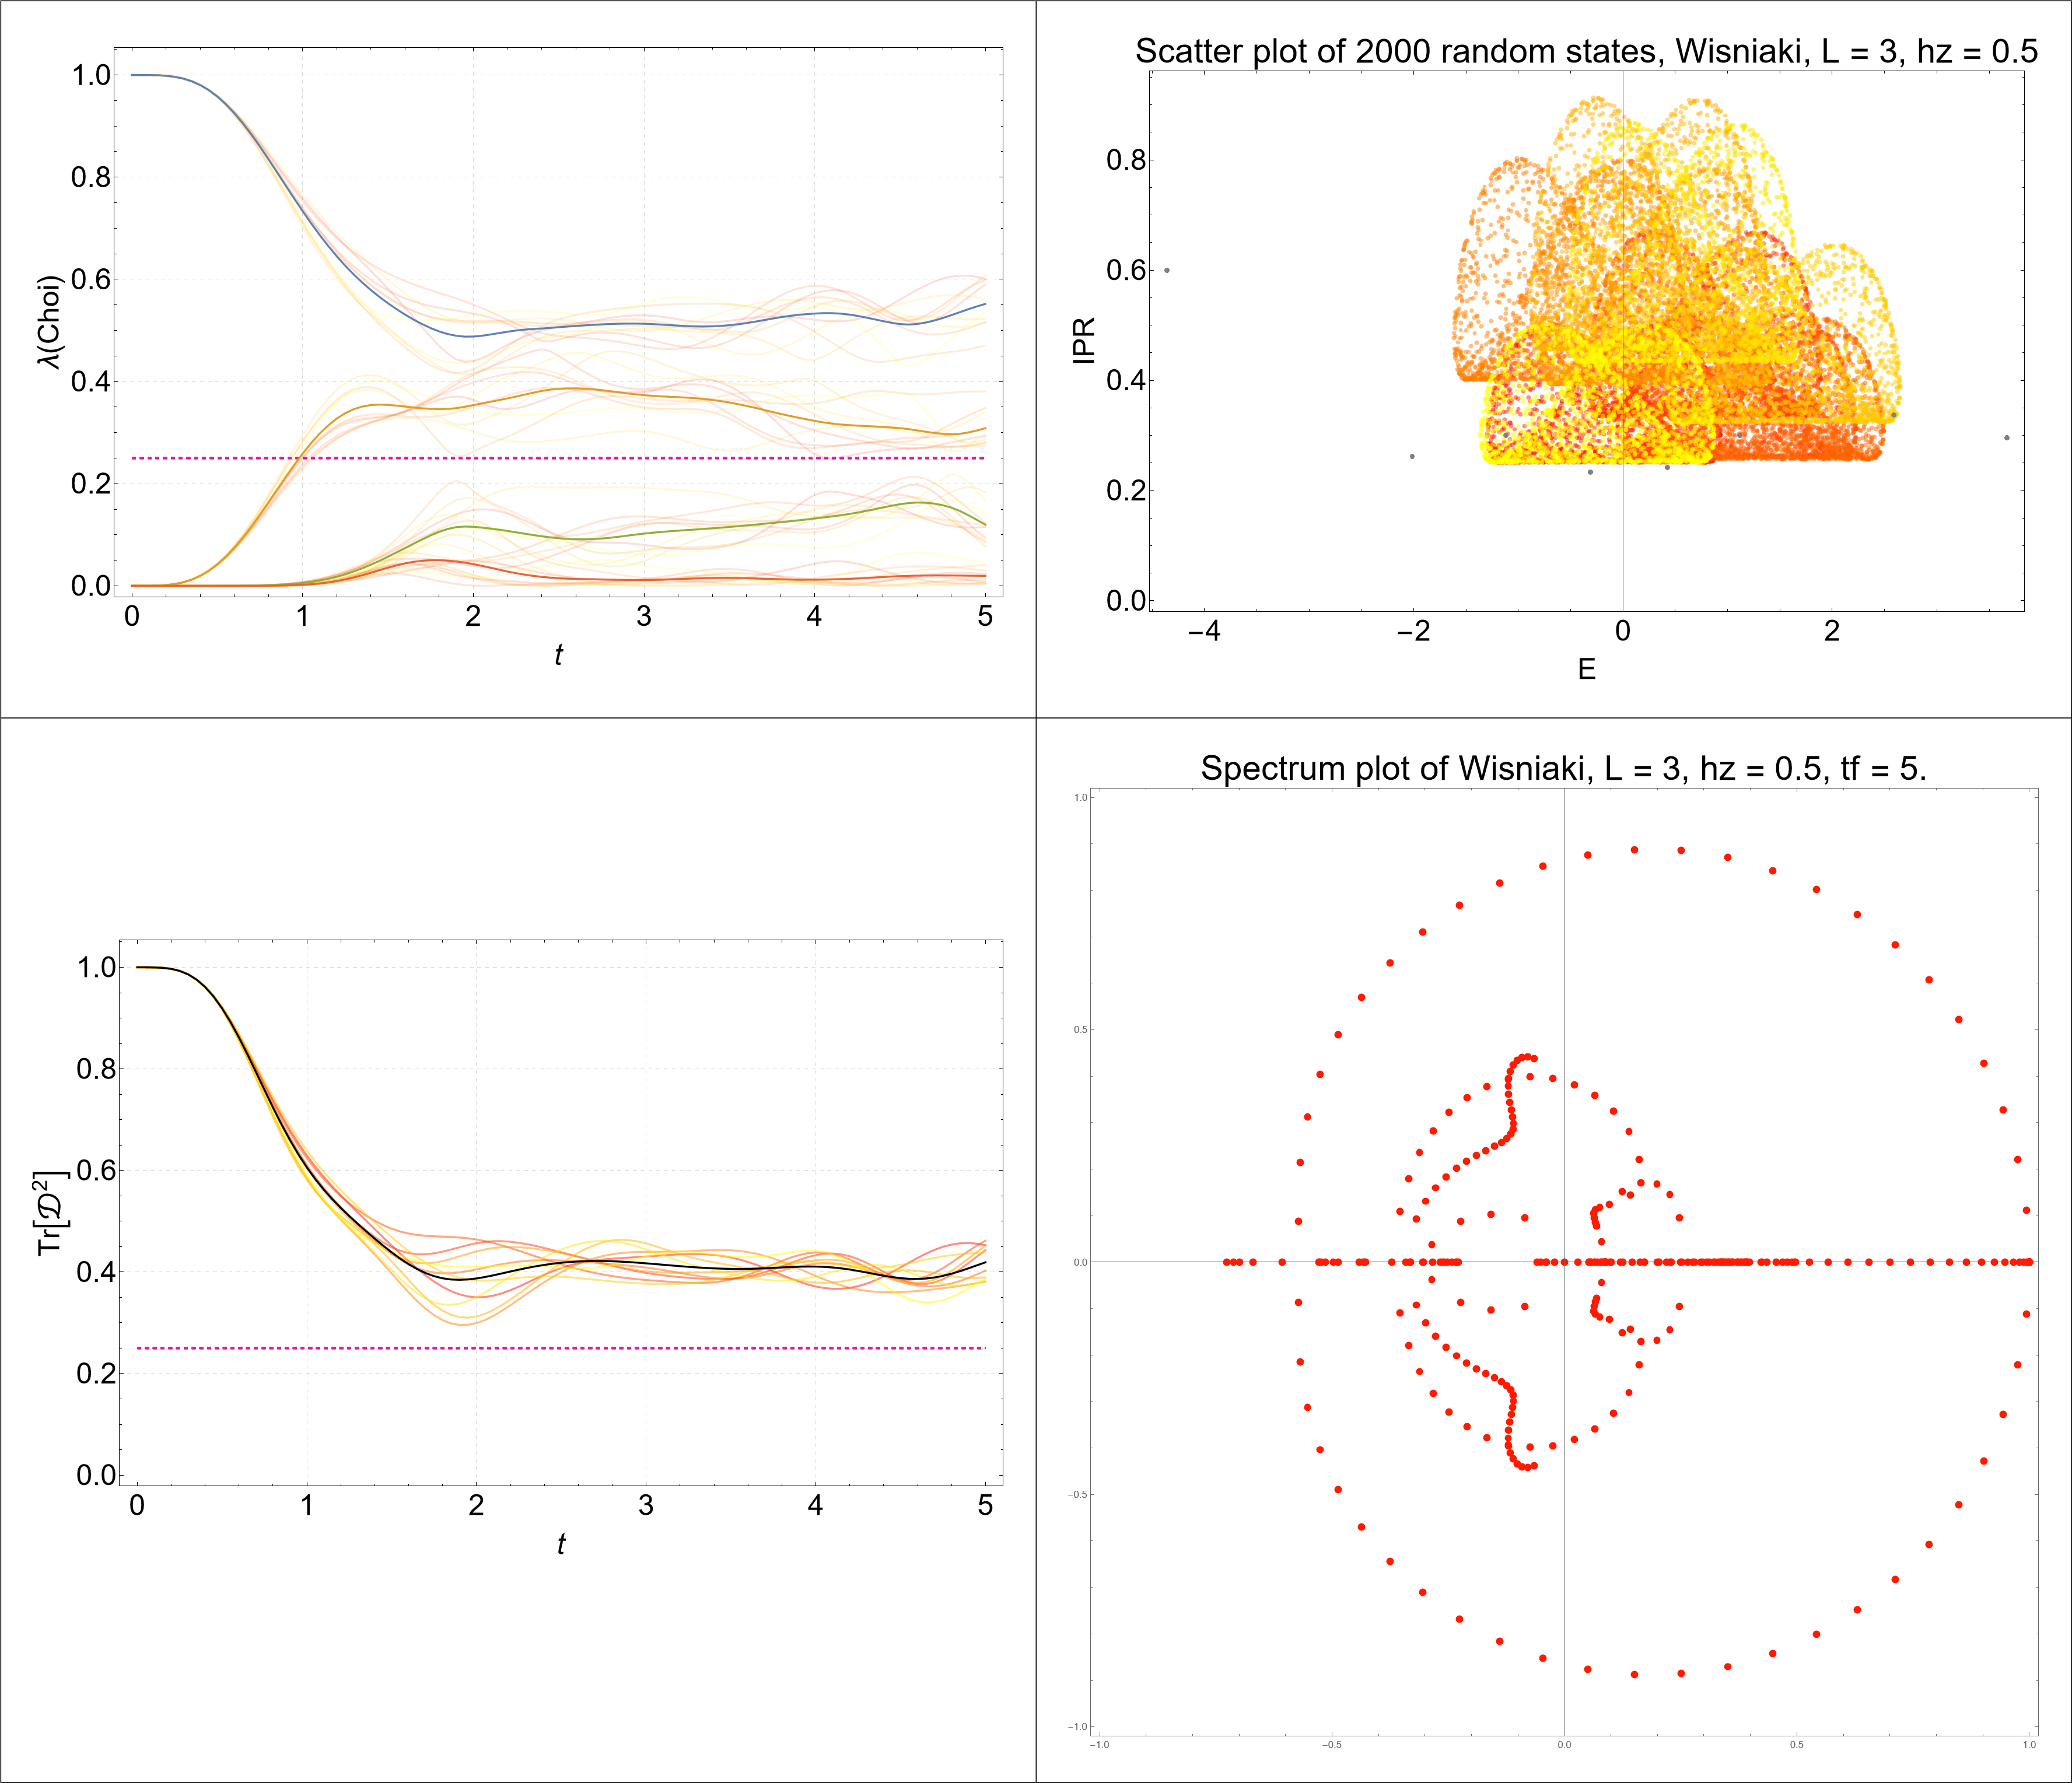 1.0
0.8
0.6
0.4
0.2
0.0
λ(Choi)
0 1 2 3 4 5
t
Scatter plot of 2000 random states, Wisniaki, L = 3, hz = 0.5
0.8
0.6
0.4
0.2
0.0
IPR
−4 −2 0 2
E
1.0
0.8
0.6
0.4
0.2
0.0
Tr[𝒟²]
0 1 2 3 4 5
t
Spectrum plot of Wisniaki, L = 3, hz = 0.5, tf = 5.
1.0
0.5
0.0
−0.5
−1.0
−1.0 −0.5 0.0 0.5 1.0